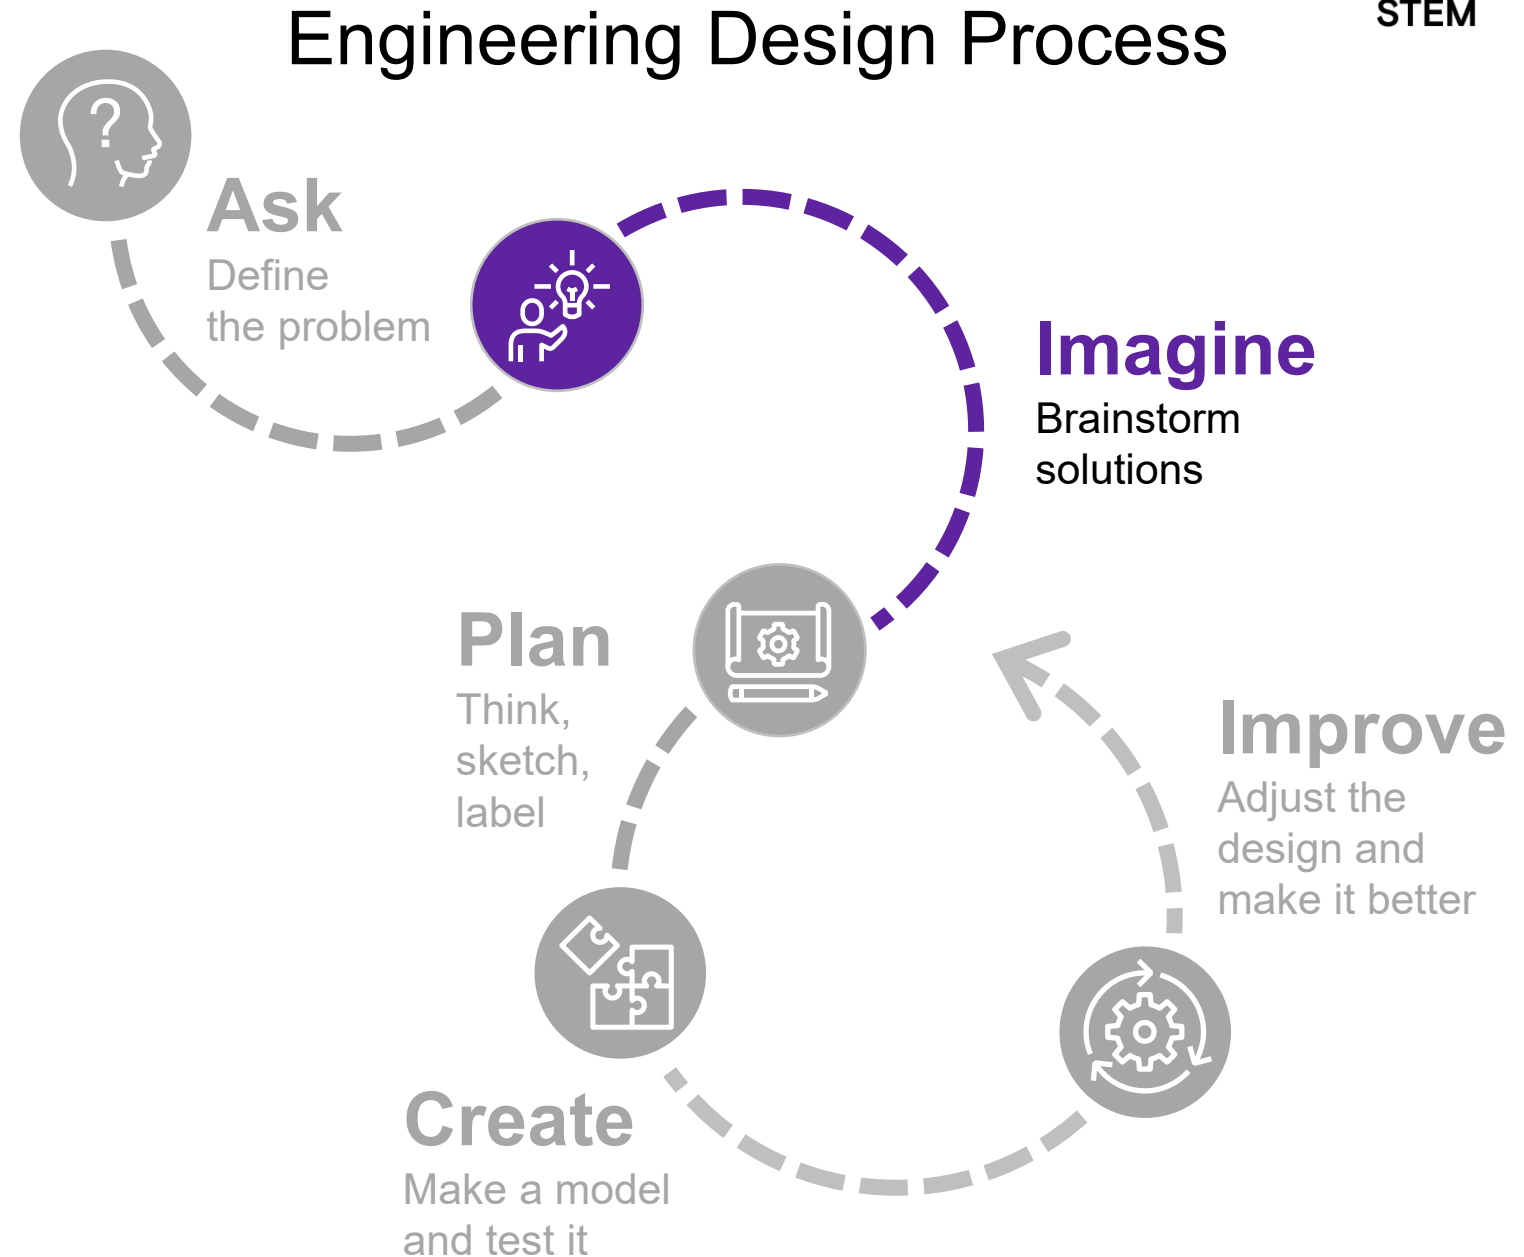 Engineering Design Process
STEM
Ask
Define
the problem
Imagine
Brainstorm
solutions
Plan
Think,
sketch,
label
Improve
Adjust the
design and
make it better
Create
Make a model
and test it